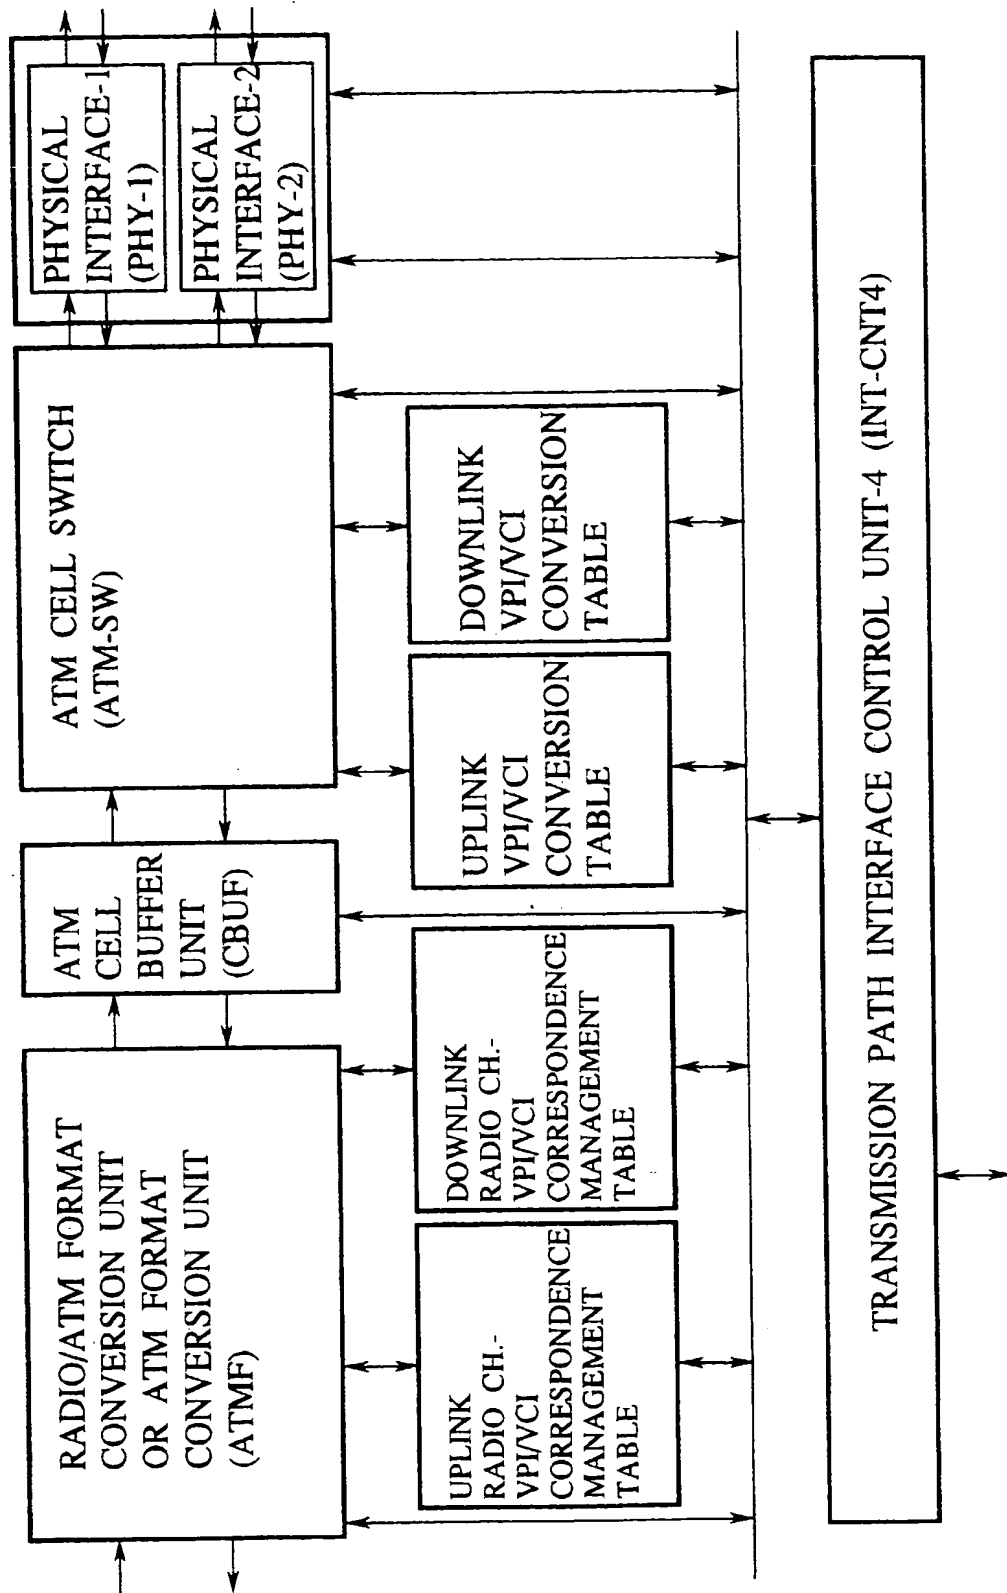 RADIO/ATM FORMAT
CONVERSION UNIT
OR ATM FORMAT
CONVERSION UNIT
(ATMF)
ATM
CELL
BUFFER
UNIT
(CBUF)
ATM CELL SWITCH
(ATM-SW)
PHYSICAL
INTERFACE-1
(PHY-1)
PHYSICAL
INTERFACE-2
(PHY-2)
UPLINK
RADIO CH.-
VPI/VCI
CORRESPONDENCE
MANAGEMENT
TABLE
DOWNLINK
RADIO CH.-
VPI/VCI
CORRESPONDENCE
MANAGEMENT
TABLE
UPLINK
VPI/VCI
CONVERSION
TABLE
DOWNLINK
VPI/VCI
CONVERSION
TABLE
TRANSMISSION PATH INTERFACE CONTROL UNIT-4 (INT-CNT4)